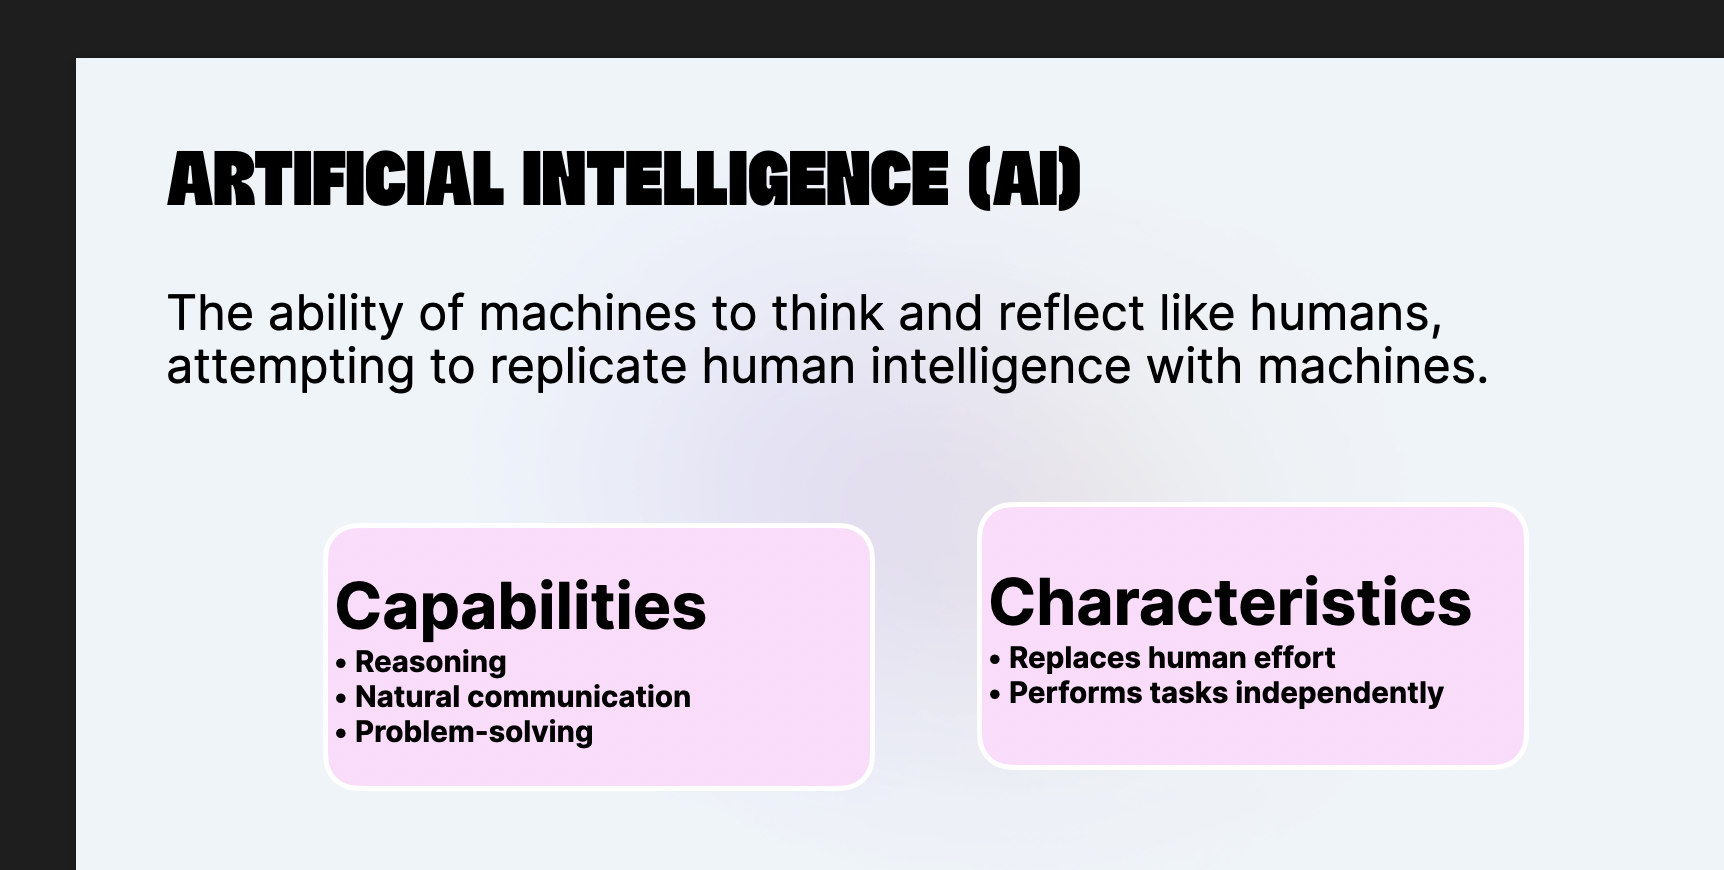 ARTIFICIAL INTELLIGENCE (AI)
The ability of machines to think and reflect like humans,
attempting to replicate human intelligence with machines.
Capabilities
• Reasoning
• Natural communication
• Problem-solving
Characteristics
• Replaces human effort
• Performs tasks independently